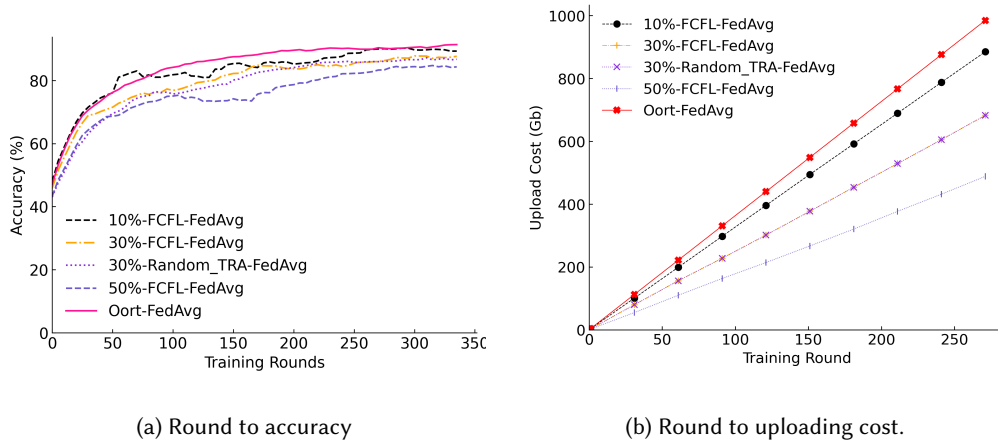 80
60
40
20
0
Accuracy (%)
10%-FCFL-FedAvg
30%-FCFL-FedAvg
30%-Random_TRA-FedAvg
50%-FCFL-FedAvg
Oort-FedAvg
0 50 100 150 200 250 300 350
Training Rounds
(a) Round to accuracy
1000
800
600
400
200
0
Upload Cost (Gb)
10%-FCFL-FedAvg
30%-FCFL-FedAvg
30%-Random_TRA-FedAvg
50%-FCFL-FedAvg
Oort-FedAvg
0 50 100 150 200 250
Training Round
(b) Round to uploading cost.